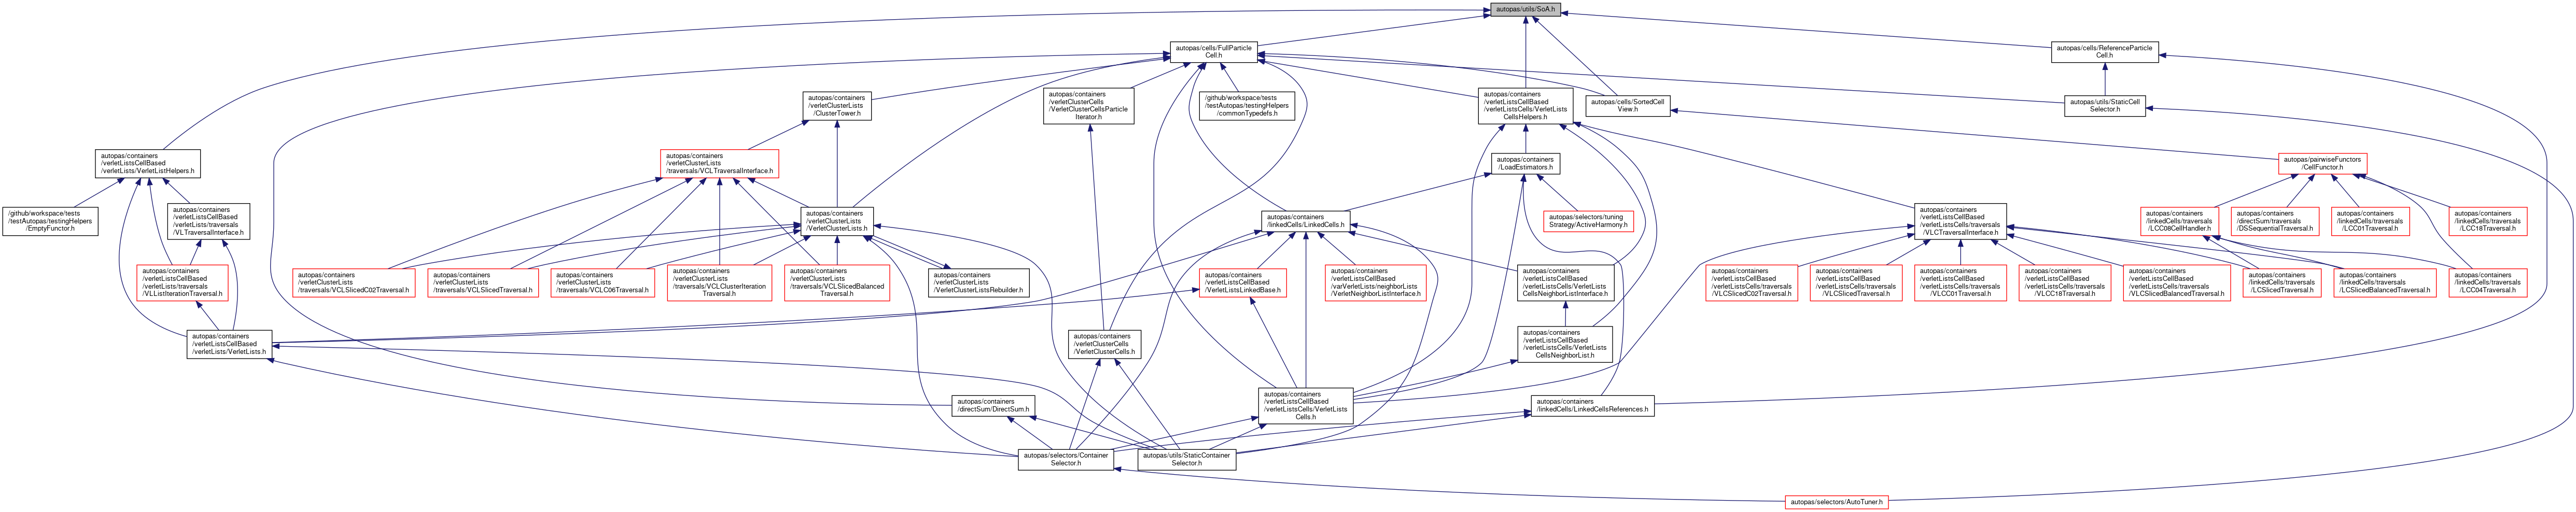 autopas/utils/SoA.h
autopas/cells/FullParticle
Cell.h
autopas/cells/ReferenceParticle
Cell.h
autopas/containers
/verletClusterLists
/ClusterTower.h
autopas/containers
/verletClusterCells
/VerletClusterCellsParticle
Iterator.h
/github/workspace/tests
/testAutopas/testingHelpers
/commonTypedefs.h
autopas/containers
/verletListsCellBased
/verletListsCells/VerletLists
CellsHelpers.h
autopas/cells/SortedCell
View.h
autopas/utils/StaticCell
Selector.h
autopas/containers
/verletListsCellBased
/verletLists/VerletListHelpers.h
autopas/containers
/verletClusterLists
/traversals/VCLTraversalInterface.h
autopas/containers
/LoadEstimators.h
autopas/pairwiseFunctors
/CellFunctor.h
/github/workspace/tests
/testAutopas/testingHelpers
/EmptyFunctor.h
autopas/containers
/verletListsCellBased
/verletLists/traversals
/VLTraversalInterface.h
autopas/containers
/verletClusterLists
/VerletClusterLists.h
autopas/containers
/linkedCells/LinkedCells.h
autopas/selectors/tuning
Strategy/ActiveHarmony.h
autopas/containers
/verletListsCellBased
/verletListsCells/traversals
/VLCTraversalInterface.h
autopas/containers
/linkedCells/traversals
/LCC08CellHandler.h
autopas/containers
/directSum/traversals
/DSSequentialTraversal.h
autopas/containers
/linkedCells/traversals
/LCC01Traversal.h
autopas/containers
/linkedCells/traversals
/LCC18Traversal.h
autopas/containers
/verletListsCellBased
/verletLists/traversals
/VLListIterationTraversal.h
autopas/containers
/verletClusterLists
/traversals/VCLSlicedC02Traversal.h
autopas/containers
/verletClusterLists
/traversals/VCLSlicedTraversal.h
autopas/containers
/verletClusterLists
/traversals/VCLC06Traversal.h
autopas/containers
/verletClusterLists
/traversals/VCLClusterIteration
Traversal.h
autopas/containers
/verletClusterLists
/traversals/VCLSlicedBalanced
Traversal.h
autopas/containers
/verletClusterLists
/VerletClusterListsRebuilder.h
autopas/containers
/verletListsCellBased
/VerletListsLinkedBase.h
autopas/containers
/verletListsCellBased
/varVerletLists/neighborLists
/VerletNeighborListInterface.h
autopas/containers
/verletListsCellBased
/verletListsCells/VerletLists
CellsNeighborListInterface.h
autopas/containers
/verletListsCellBased
/verletListsCells/traversals
/VLCSlicedC02Traversal.h
autopas/containers
/verletListsCellBased
/verletListsCells/traversals
/VLCSlicedTraversal.h
autopas/containers
/verletListsCellBased
/verletListsCells/traversals
/VLCC01Traversal.h
autopas/containers
/verletListsCellBased
/verletListsCells/traversals
/VLCC18Traversal.h
autopas/containers
/verletListsCellBased
/verletListsCells/traversals
/VLCSlicedBalancedTraversal.h
autopas/containers
/linkedCells/traversals
/LCSlicedTraversal.h
autopas/containers
/linkedCells/traversals
/LCSlicedBalancedTraversal.h
autopas/containers
/linkedCells/traversals
/LCC04Traversal.h
autopas/containers
/verletListsCellBased
/verletLists/VerletLists.h
autopas/containers
/verletClusterCells
/VerletClusterCells.h
autopas/containers
/verletListsCellBased
/verletListsCells/VerletLists
CellsNeighborList.h
autopas/containers
/directSum/DirectSum.h
autopas/containers
/verletListsCellBased
/verletListsCells/VerletLists
Cells.h
autopas/containers
/linkedCells/LinkedCellsReferences.h
autopas/selectors/Container
Selector.h
autopas/utils/StaticContainer
Selector.h
autopas/selectors/AutoTuner.h